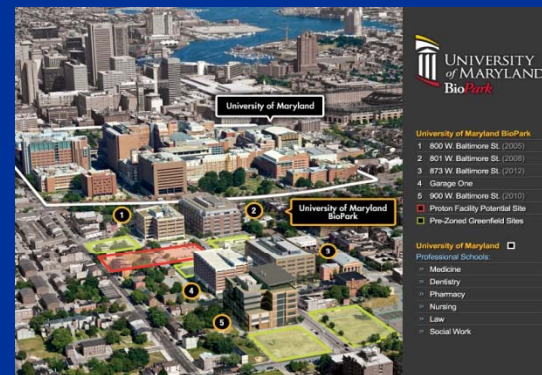 University of Maryland
1
2
University of Maryland
BioPark
3
4
5
UNIVERSITY
of MARYLAND
BioPark
University of Maryland BioPark
1 800 W. Baltimore St. (2005)
2 801 W. Baltimore St. (2008)
3 873 W. Baltimore St. (2012)
4 Garage One
5 900 W. Baltimore St. (2010)
Proton Facility Potential Site
Pre-Zoned Greenfield Sites
University of Maryland
Professional Schools:
» Medicine
» Dentistry
» Pharmacy
» Nursing
» Law
» Social Work